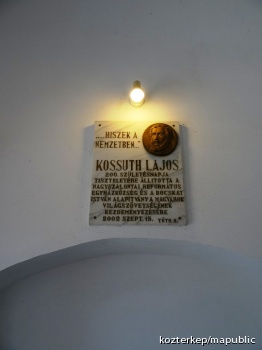 "....HISZEK A
NEMZETBEN..."
KOSSUTH LAJOS
200. SZÜLETÉSNAPJA
TISZTELETÉRE ÁLLÍTOTTA A
NAGYSZALONTAI REFORMÁTUS
EGYHÁZKÖZSÉG ÉS A BOCSKAI
ISTVÁN ALAPÍTVÁNY A MAGYAROK
VILÁGSZÖVETSÉGÉNEK
KEZDEMÉNYEZÉSÉRE
2002 SZEPT. 19.
kozterkep/mapublic